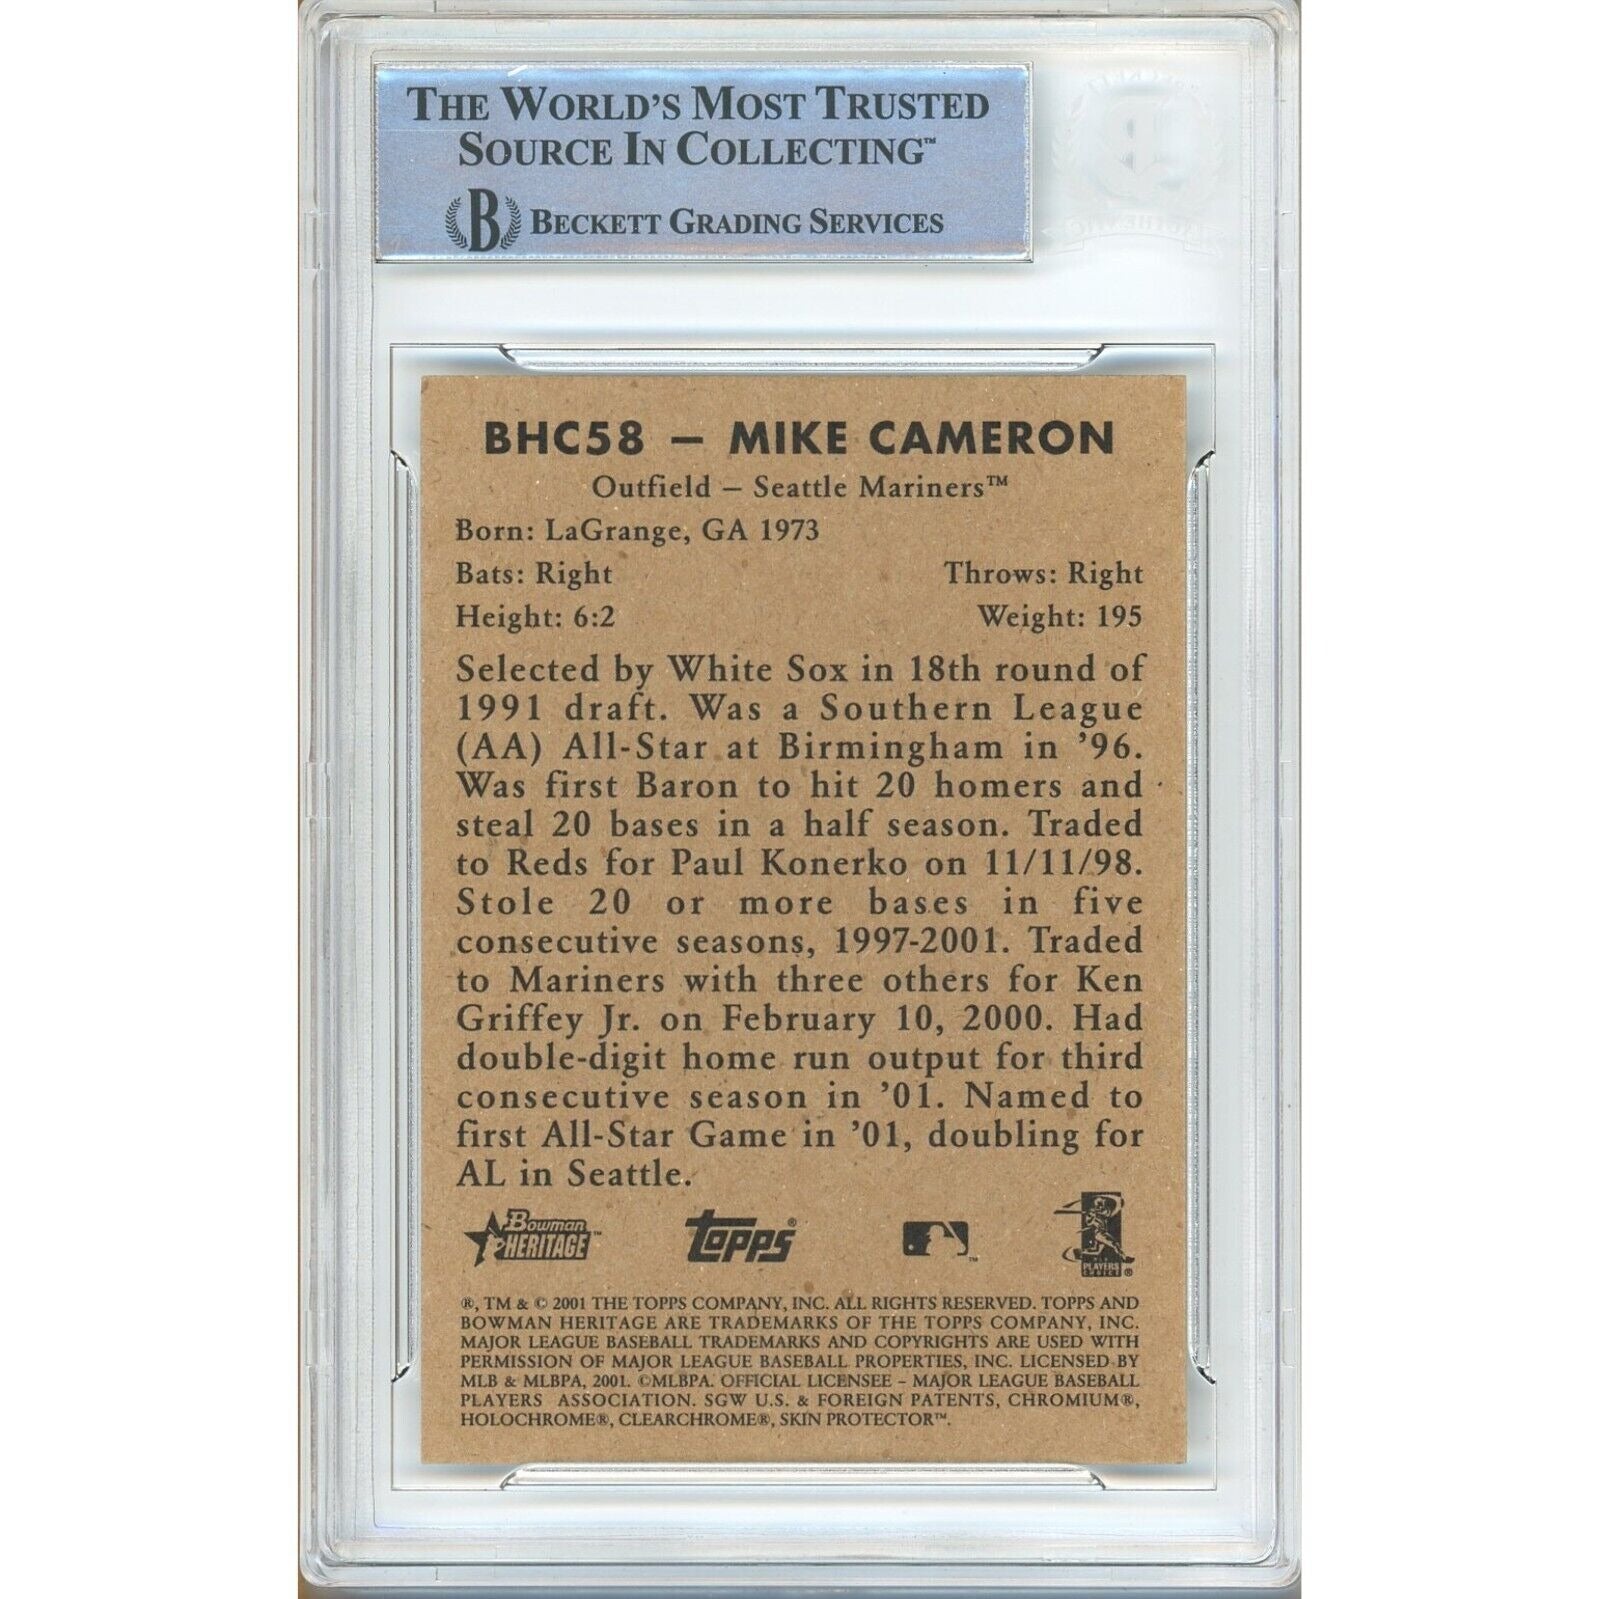 THE WORLD'S MOST TRUSTED
SOURCE IN COLLECTING™
B BECKETT GRADING SERVICES
BHC58 – MIKE CAMERON
Outfield – Seattle Mariners™
Born: LaGrange, GA 1973
Bats: Right Throws: Right
Height: 6:2 Weight: 195
Selected by White Sox in 18th round of
1991 draft. Was a Southern League
(AA) All-Star at Birmingham in '96.
Was first Baron to hit 20 homers and
steal 20 bases in a half season. Traded
to Reds for Paul Konerko on 11/11/98.
Stole 20 or more bases in five
consecutive seasons, 1997-2001. Traded
to Mariners with three others for Ken
Griffey Jr. on February 10, 2000. Had
double-digit home run output for third
consecutive season in '01. Named to
first All-Star Game in '01, doubling for
AL in Seattle.
Bowman HERITAGE™ topps® ™ PLAYERS CHOICE ®
®, TM & © 2001 THE TOPPS COMPANY, INC. ALL RIGHTS RESERVED. TOPPS AND
BOWMAN HERITAGE ARE TRADEMARKS OF THE TOPPS COMPANY, INC.
MAJOR LEAGUE BASEBALL TRADEMARKS AND COPYRIGHTS ARE USED WITH
PERMISSION OF MAJOR LEAGUE BASEBALL PROPERTIES, INC. LICENSED BY
MLB & MLBPA, 2001. ©MLBPA. OFFICIAL LICENSEE – MAJOR LEAGUE BASEBALL
PLAYERS ASSOCIATION. SGW U.S. & FOREIGN PATENTS, CHROMIUM®,
HOLOCHROME®, CLEARCHROME®, SKIN PROTECTOR™.